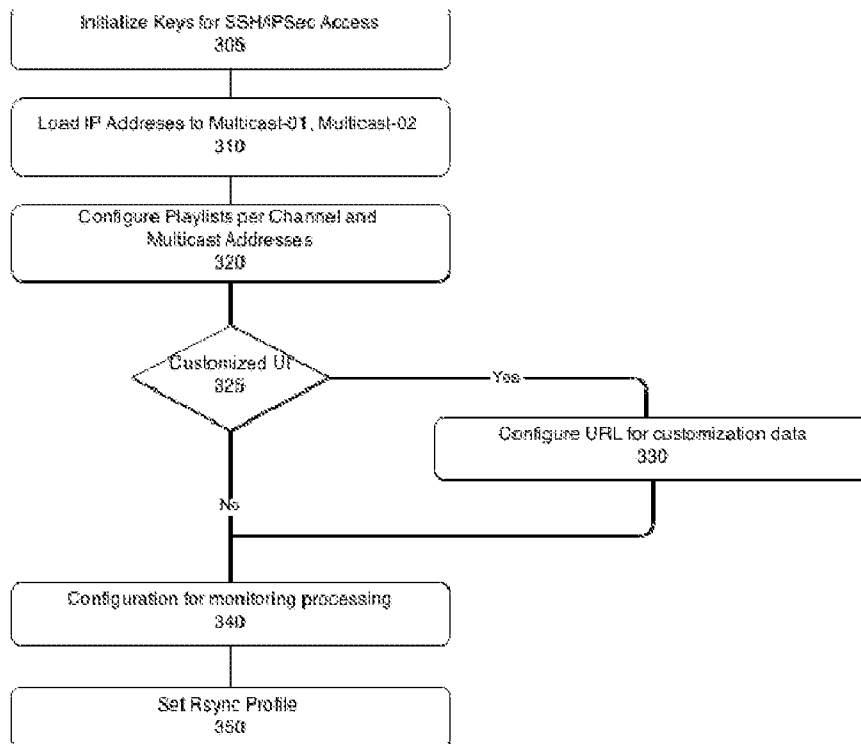 Initialize Keys for SSH/IPSec Access
305
Load IP Addreses to Multicast-01, Multicast-02
310
Configure Playlists per Channel and
Multicast Addresses
320
Customized UI
325
Yes
Configure URL for customization data
330
No
Configuration for monitoring processing
340
Set Rsync Profile
350